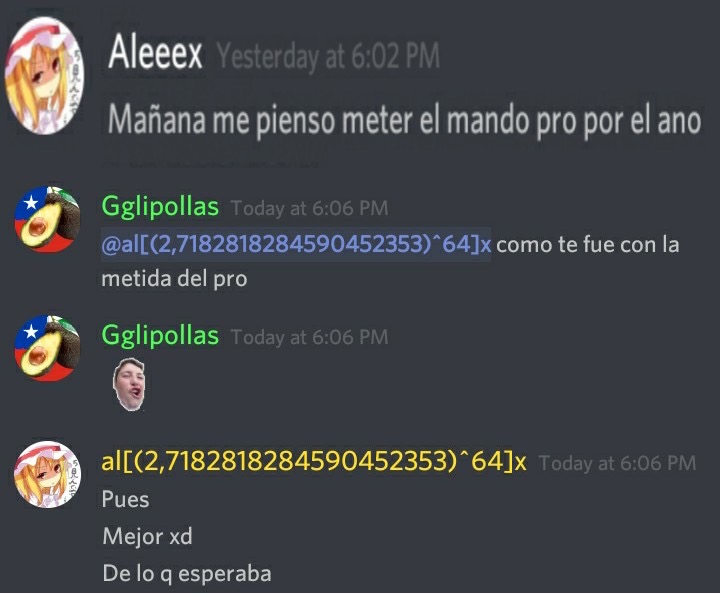 Aleeex Yesterday at 6:02 PM
Mañana me pienso meter el mando pro por el ano
Gglipollas Today at 6:06 PM
@al[(2,7182818284590452353)^64]x como te fue con la
metida del pro
Gglipollas Today at 6:06 PM
al[(2,7182818284590452353)^64]x Today at 6:06 PM
Pues
Mejor xd
De lo q esperaba